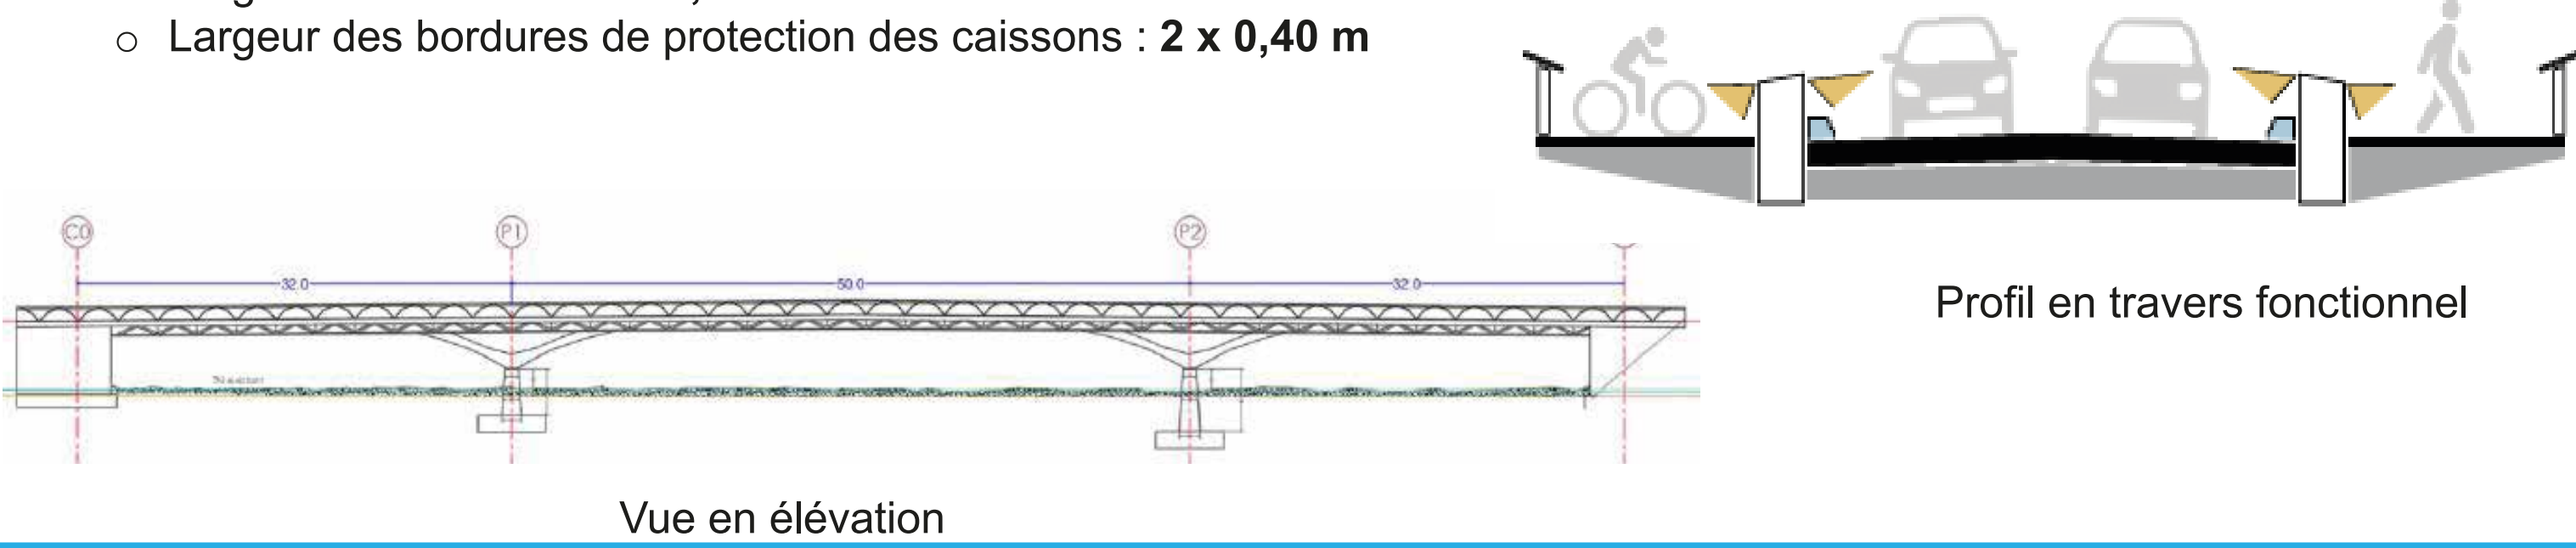 o Largeur des bordures de protection des caissons : 2 x 0,40 m
C0
P1
P2
32.0
50.0
32.0
Profil en travers fonctionnel
Vue en élévation